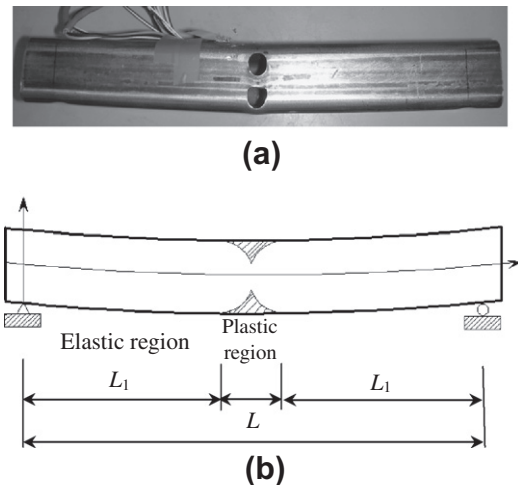 (a)
Elastic region
Plastic
region
L₁
L₁
L
(b)